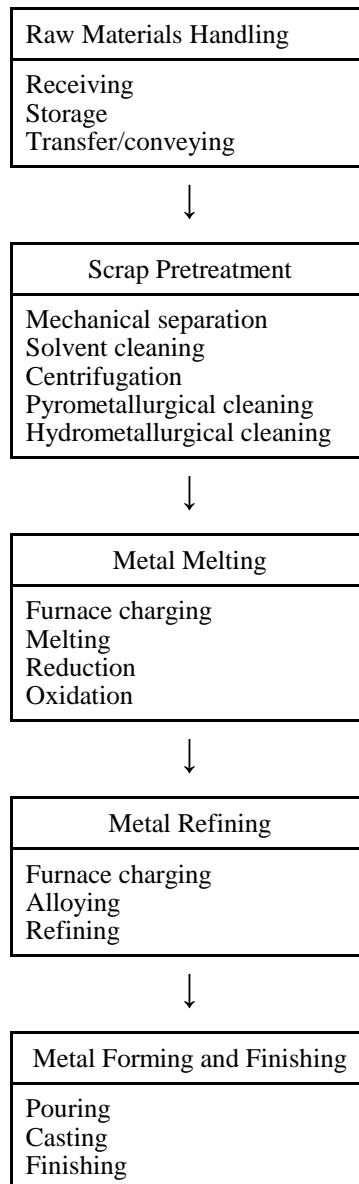 Raw Materials Handling
Receiving
Storage
Transfer/conveying
↓
Scrap Pretreatment
Mechanical separation
Solvent cleaning
Centrifugation
Pyrometallurgical cleaning
Hydrometallurgical cleaning
↓
Metal Melting
Furnace charging
Melting
Reduction
Oxidation
↓
Metal Refining
Furnace charging
Alloying
Refining
↓
Metal Forming and Finishing
Pouring
Casting
Finishing